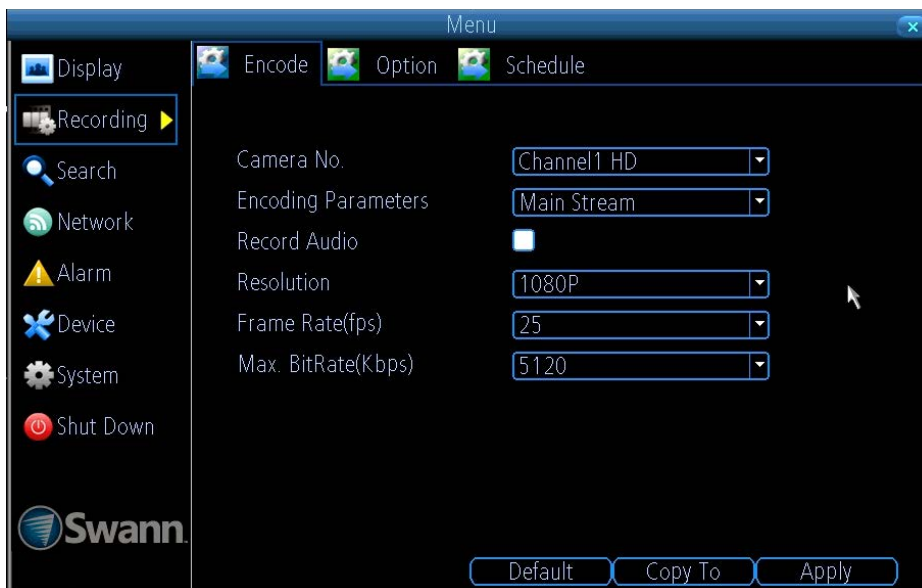 Menu
Display
Recording
Search
Network
Alarm
Device
System
Shut Down
Swann
Encode Option Schedule
Camera No. Channel1 HD
Encoding Parameters Main Stream
Record Audio
Resolution 1080P
Frame Rate(fps) 25
Max. BitRate(Kbps) 5120
Default Copy To Apply